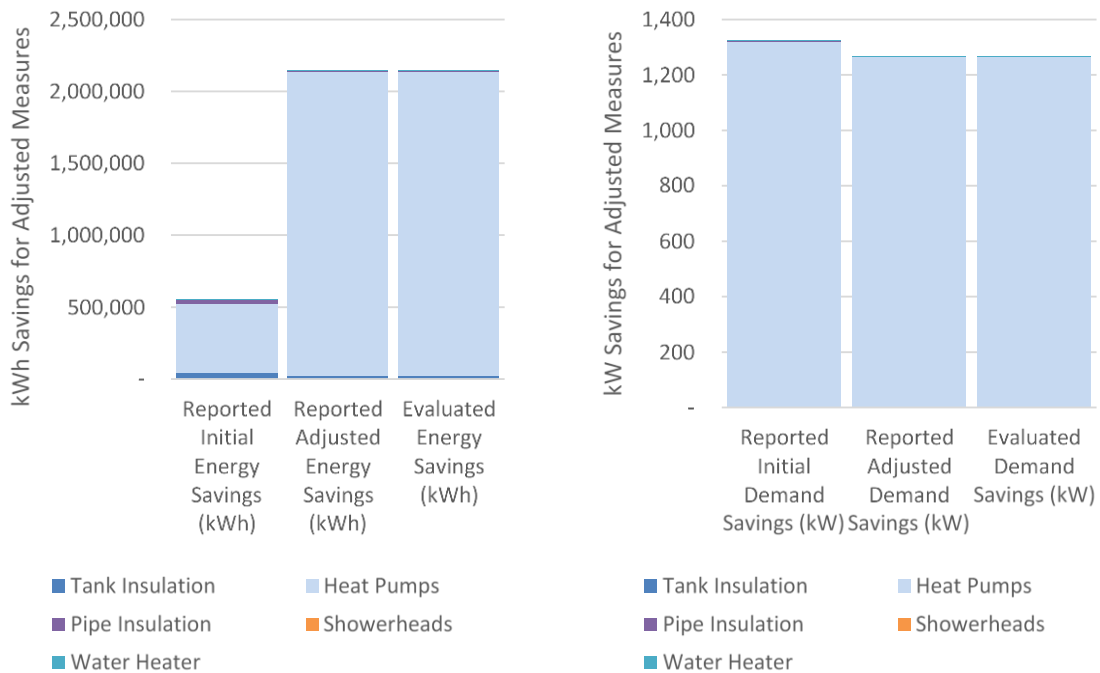 kWh Savings for Adjusted Measures
2,500,000
2,000,000
1,500,000
1,000,000
500,000
-
Reported
Initial
Energy
Savings
(kWh)
Reported
Adjusted
Energy
Savings
(kWh)
Evaluated
Energy
Savings
(kWh)
Tank Insulation
Heat Pumps
Pipe Insulation
Showerheads
Water Heater
kW Savings for Adjusted Measures
1,400
1,200
1,000
800
600
400
200
-
Reported
Initial
Demand
Savings (kW)
Reported
Adjusted
Demand
Savings (kW)
Evaluated
Demand
Savings (kW)
Tank Insulation
Heat Pumps
Pipe Insulation
Showerheads
Water Heater